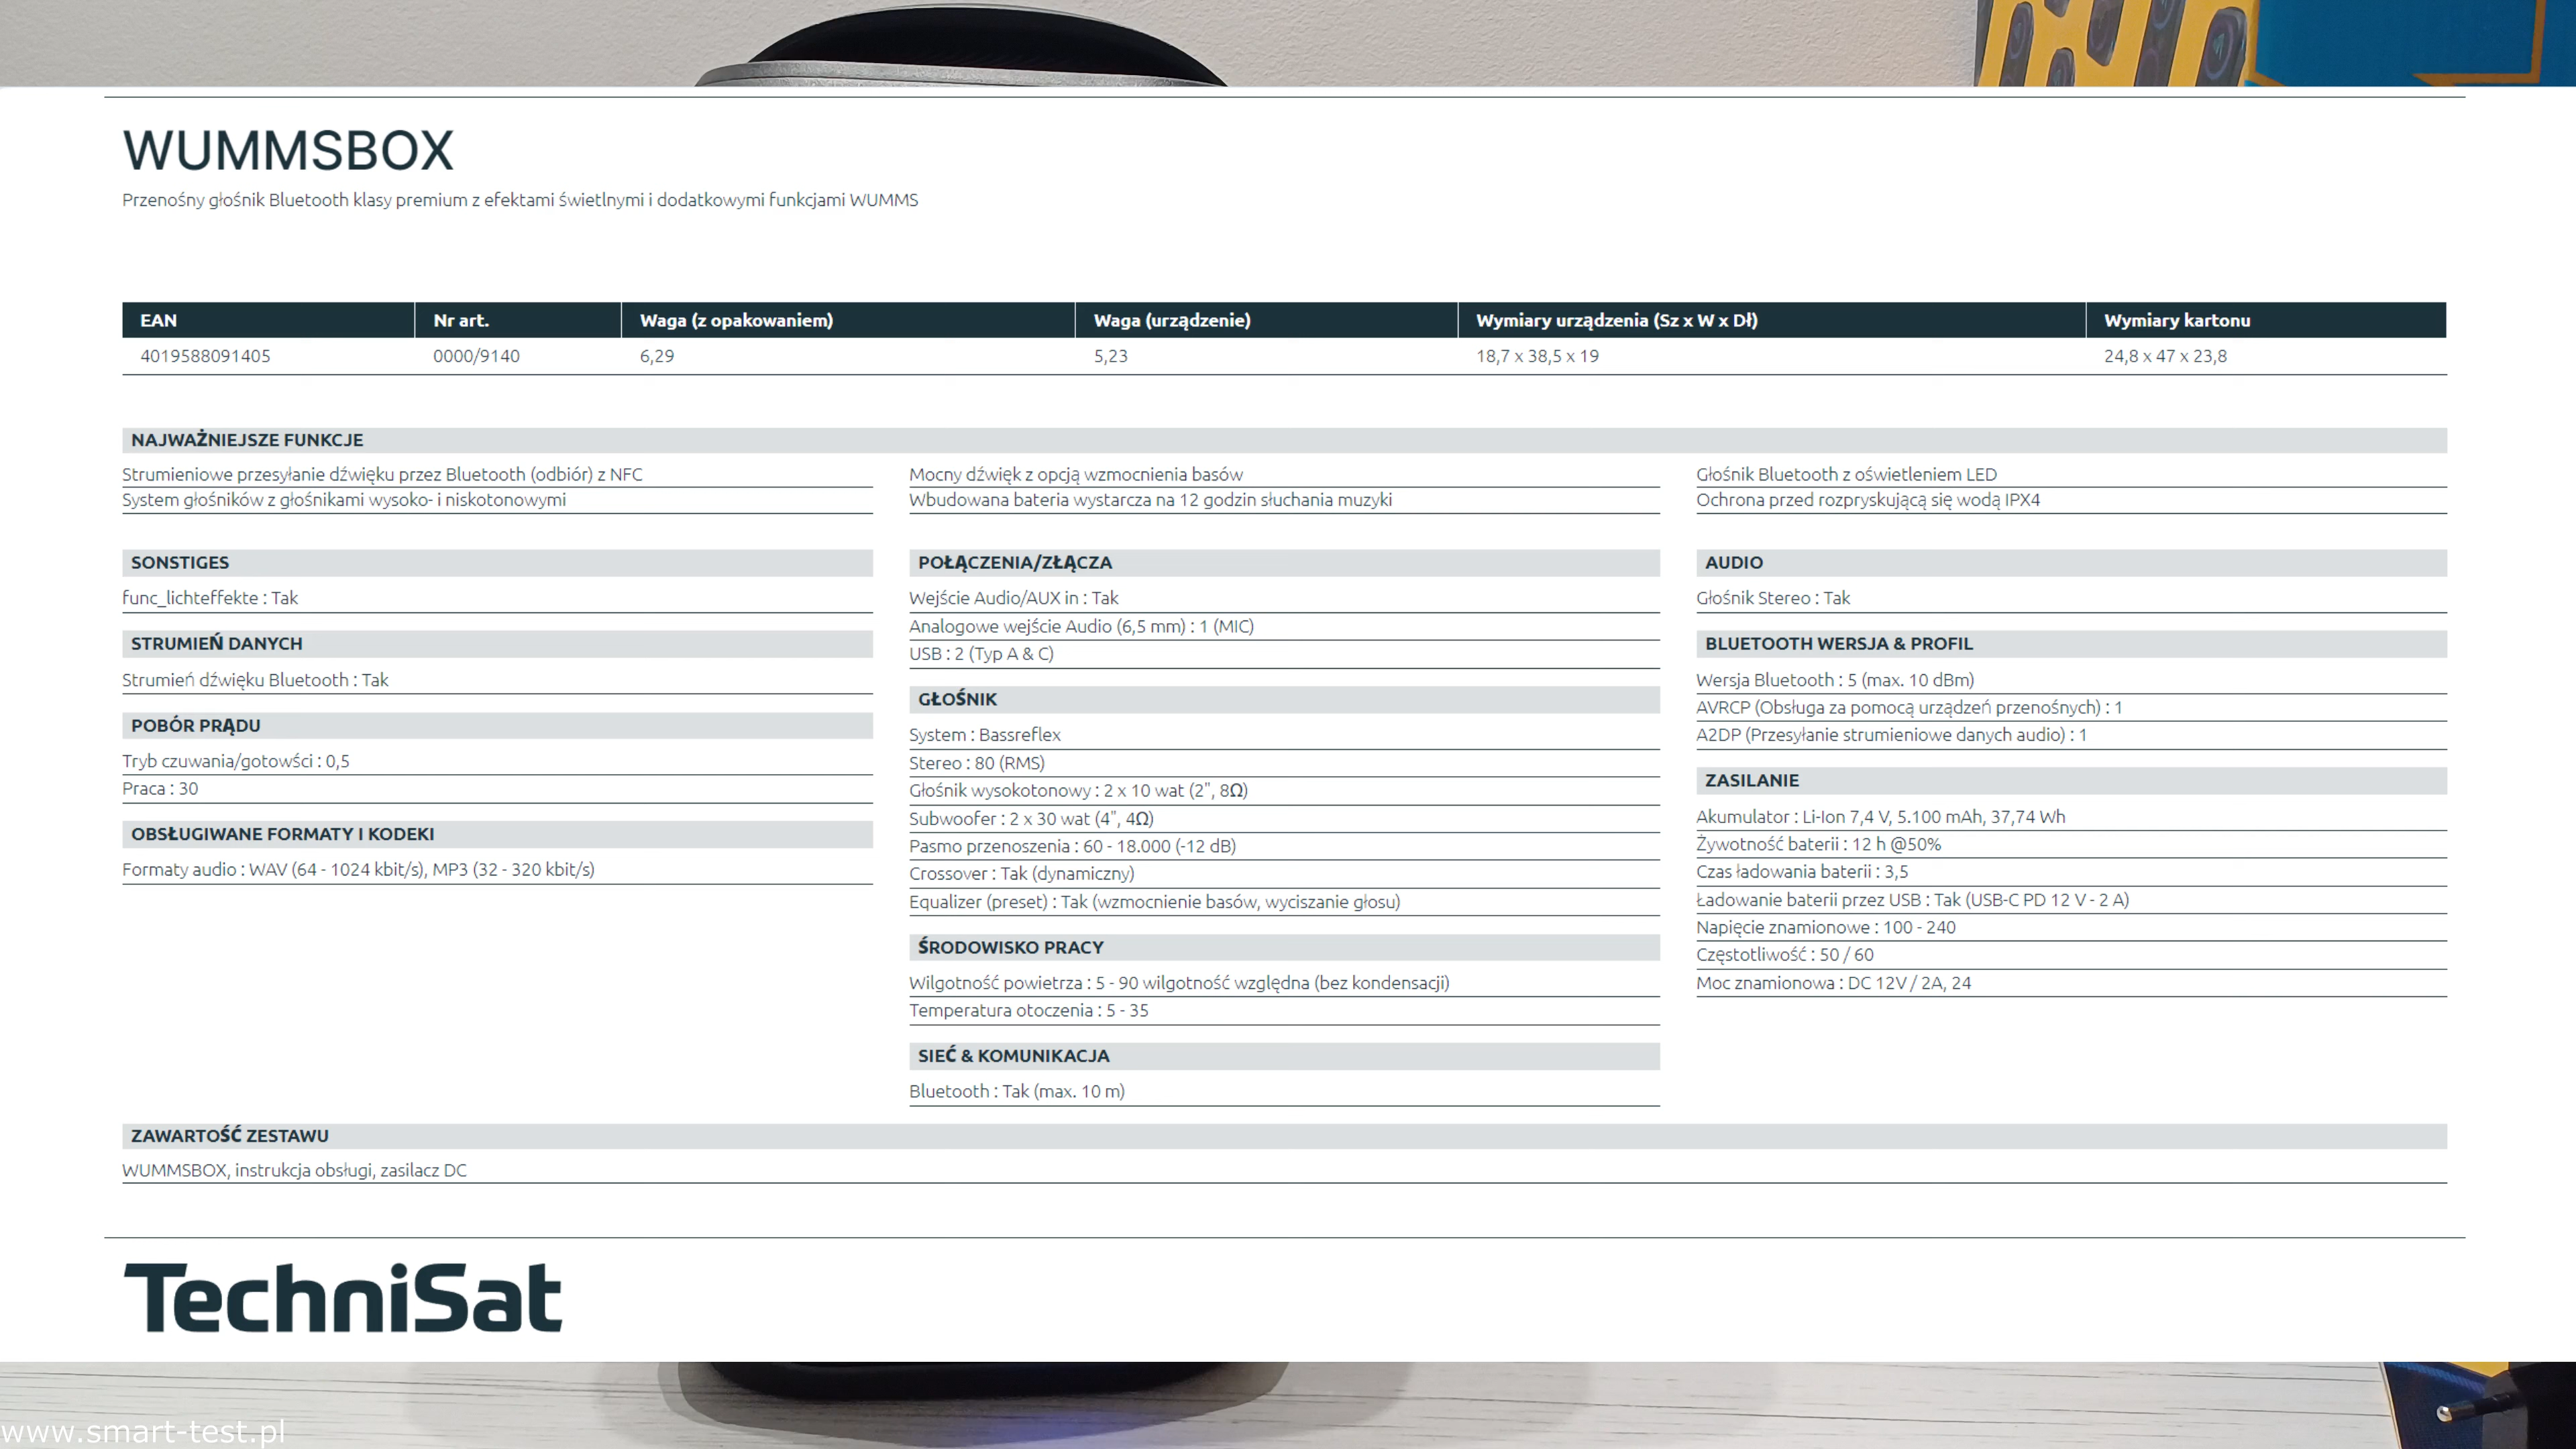 WUMMSBOX
Przenośny głośnik Bluetooth klasy premium z efektami świetlnymi i dodatkowymi funkcjami WUMMS
EAN Nr art. Waga (z opakowaniem) Waga (urządzenie) Wymiary urządzenia (Sz x W x Dł) Wymiary kartonu
4019588091405 0000/9140 6,29 5,23 18,7 x 38,5 x 19 24,8 x 47 x 23,8
NAJWAŻNIEJSZE FUNKCJE
Strumieniowe przesyłanie dźwięku przez Bluetooth (odbiór) z NFC
System głośników z głośnikami wysoko- i niskotonowymi
Mocny dźwięk z opcją wzmocnienia basów
Wbudowana bateria wystarcza na 12 godzin słuchania muzyki
Głośnik Bluetooth z oświetleniem LED
Ochrona przed rozpryskującą się wodą IPX4
SONSTIGES
func_lichteffekte : Tak
STRUMIEŃ DANYCH
Strumień dźwięku Bluetooth : Tak
POBÓR PRĄDU
Tryb czuwania/gotowści : 0,5
Praca : 30
OBSŁUGIWANE FORMATY I KODEKI
Formaty audio : WAV (64 - 1024 kbit/s), MP3 (32 - 320 kbit/s)
POŁĄCZENIA/ZŁĄCZA
Wejście Audio/AUX in : Tak
Analogowe wejście Audio (6,5 mm) : 1 (MIC)
USB : 2 (Typ A & C)
GŁOŚNIK
System : Bassreflex
Stereo : 80 (RMS)
Głośnik wysokotonowy : 2 x 10 wat (2", 8Ω)
Subwoofer : 2 x 30 wat (4", 4Ω)
Pasmo przenoszenia : 60 - 18.000 (-12 dB)
Crossover : Tak (dynamiczny)
Equalizer (preset) : Tak (wzmocnienie basów, wyciszanie głosu)
ŚRODOWISKO PRACY
Wilgotność powietrza : 5 - 90 wilgotność względna (bez kondensacji)
Temperatura otoczenia : 5 - 35
SIEĆ & KOMUNIKACJA
Bluetooth : Tak (max. 10 m)
AUDIO
Głośnik Stereo : Tak
BLUETOOTH WERSJA & PROFIL
Wersja Bluetooth : 5 (max. 10 dBm)
AVRCP (Obsługa za pomocą urządzeń przenośnych) : 1
A2DP (Przesyłanie strumieniowe danych audio) : 1
ZASILANIE
Akumulator : Li-Ion 7,4 V, 5.100 mAh, 37,74 Wh
Żywotność baterii : 12 h @50%
Czas ładowania baterii : 3,5
Ładowanie baterii przez USB : Tak (USB-C PD 12 V - 2 A)
Napięcie znamionowe : 100 - 240
Częstotliwość : 50 / 60
Moc znamionowa : DC 12V / 2A, 24
ZAWARTOŚĆ ZESTAWU
WUMMSBOX, instrukcja obsługi, zasilacz DC
TechniSat
www.smart-test.pl